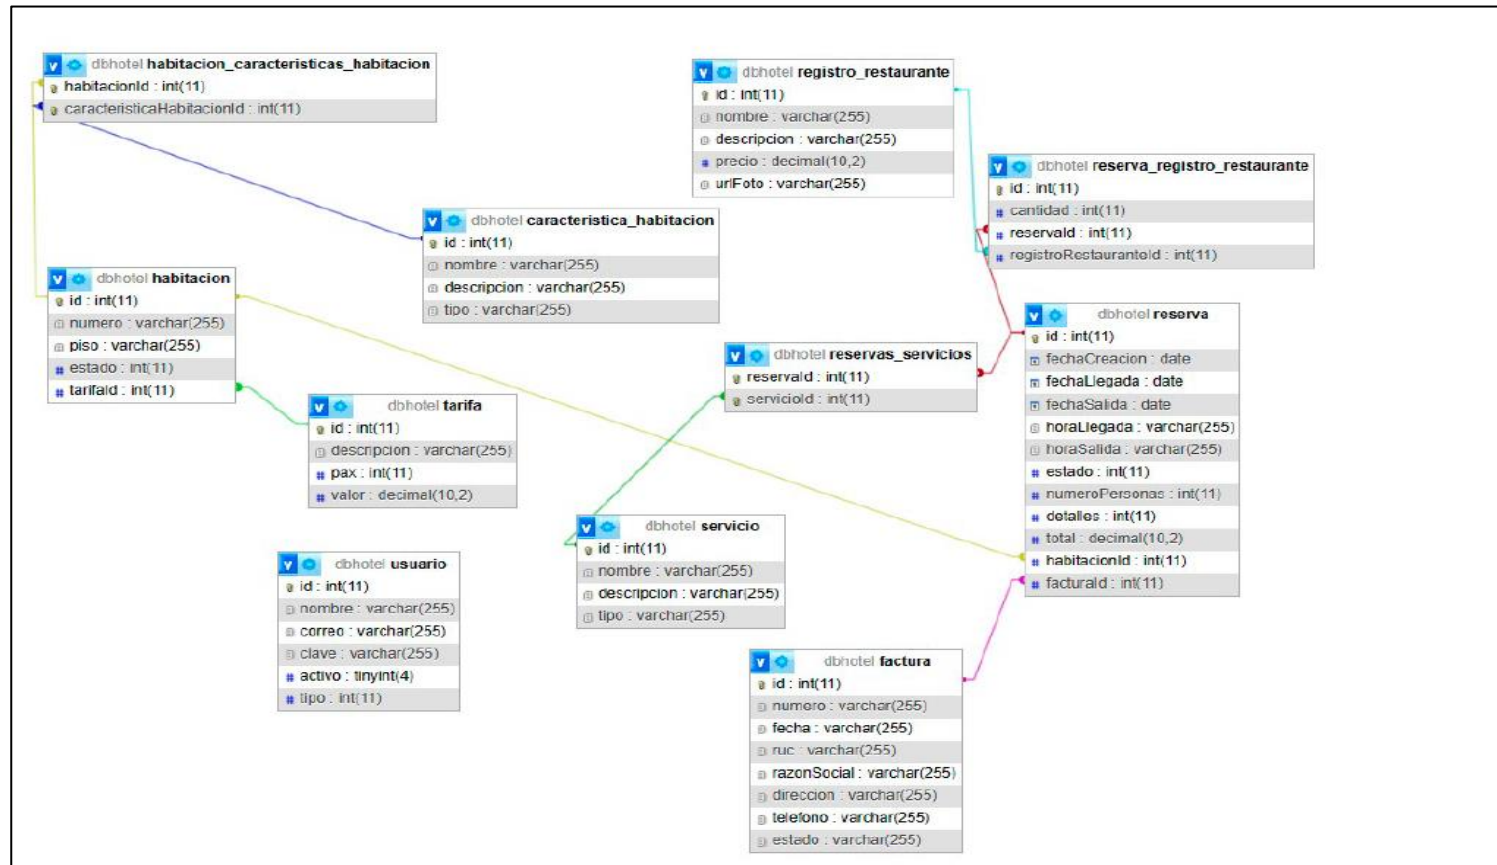 dbhotel habitacion_caracteristicas_habitacion
habitacionId : int(11)
caracteristicaHabitacionId : int(11)
dbhotel registro_restaurante
id : int(11)
nombre : varchar(255)
descripcion : varchar(255)
precio : decimal(10,2)
urlFoto : varchar(255)
dbhotel reserva_registro_restaurante
id : int(11)
cantidad : int(11)
reservaId : int(11)
registroRestauranteId : int(11)
dbhotel caracteristica_habitacion
id : int(11)
nombre : varchar(255)
descripcion : varchar(255)
tipo : varchar(255)
dbhotel habitacion
id : int(11)
numero : varchar(255)
piso : varchar(255)
estado : int(11)
tarifaId : int(11)
dbhotel reserva
id : int(11)
fechaCreacion : date
fechaLlegada : date
fechaSalida : date
horaLlegada : varchar(255)
horaSalida : varchar(255)
estado : int(11)
numeroPersonas : int(11)
detalles : int(11)
total : decimal(10,2)
habitacionId : int(11)
facturaId : int(11)
dbhotel reservas_servicios
reservaId : int(11)
servicioId : int(11)
dbhotel tarifa
id : int(11)
descripcion : varchar(255)
pax : int(11)
valor : decimal(10,2)
dbhotel servicio
id : int(11)
nombre : varchar(255)
descripcion : varchar(255)
tipo : varchar(255)
dbhotel usuario
id : int(11)
nombre : varchar(255)
correo : varchar(255)
clave : varchar(255)
activo : tinyint(4)
tipo : int(11)
dbhotel factura
id : int(11)
numero : varchar(255)
fecha : varchar(255)
ruc : varchar(255)
razonSocial : varchar(255)
direccion : varchar(255)
telefono : varchar(255)
estado : varchar(255)